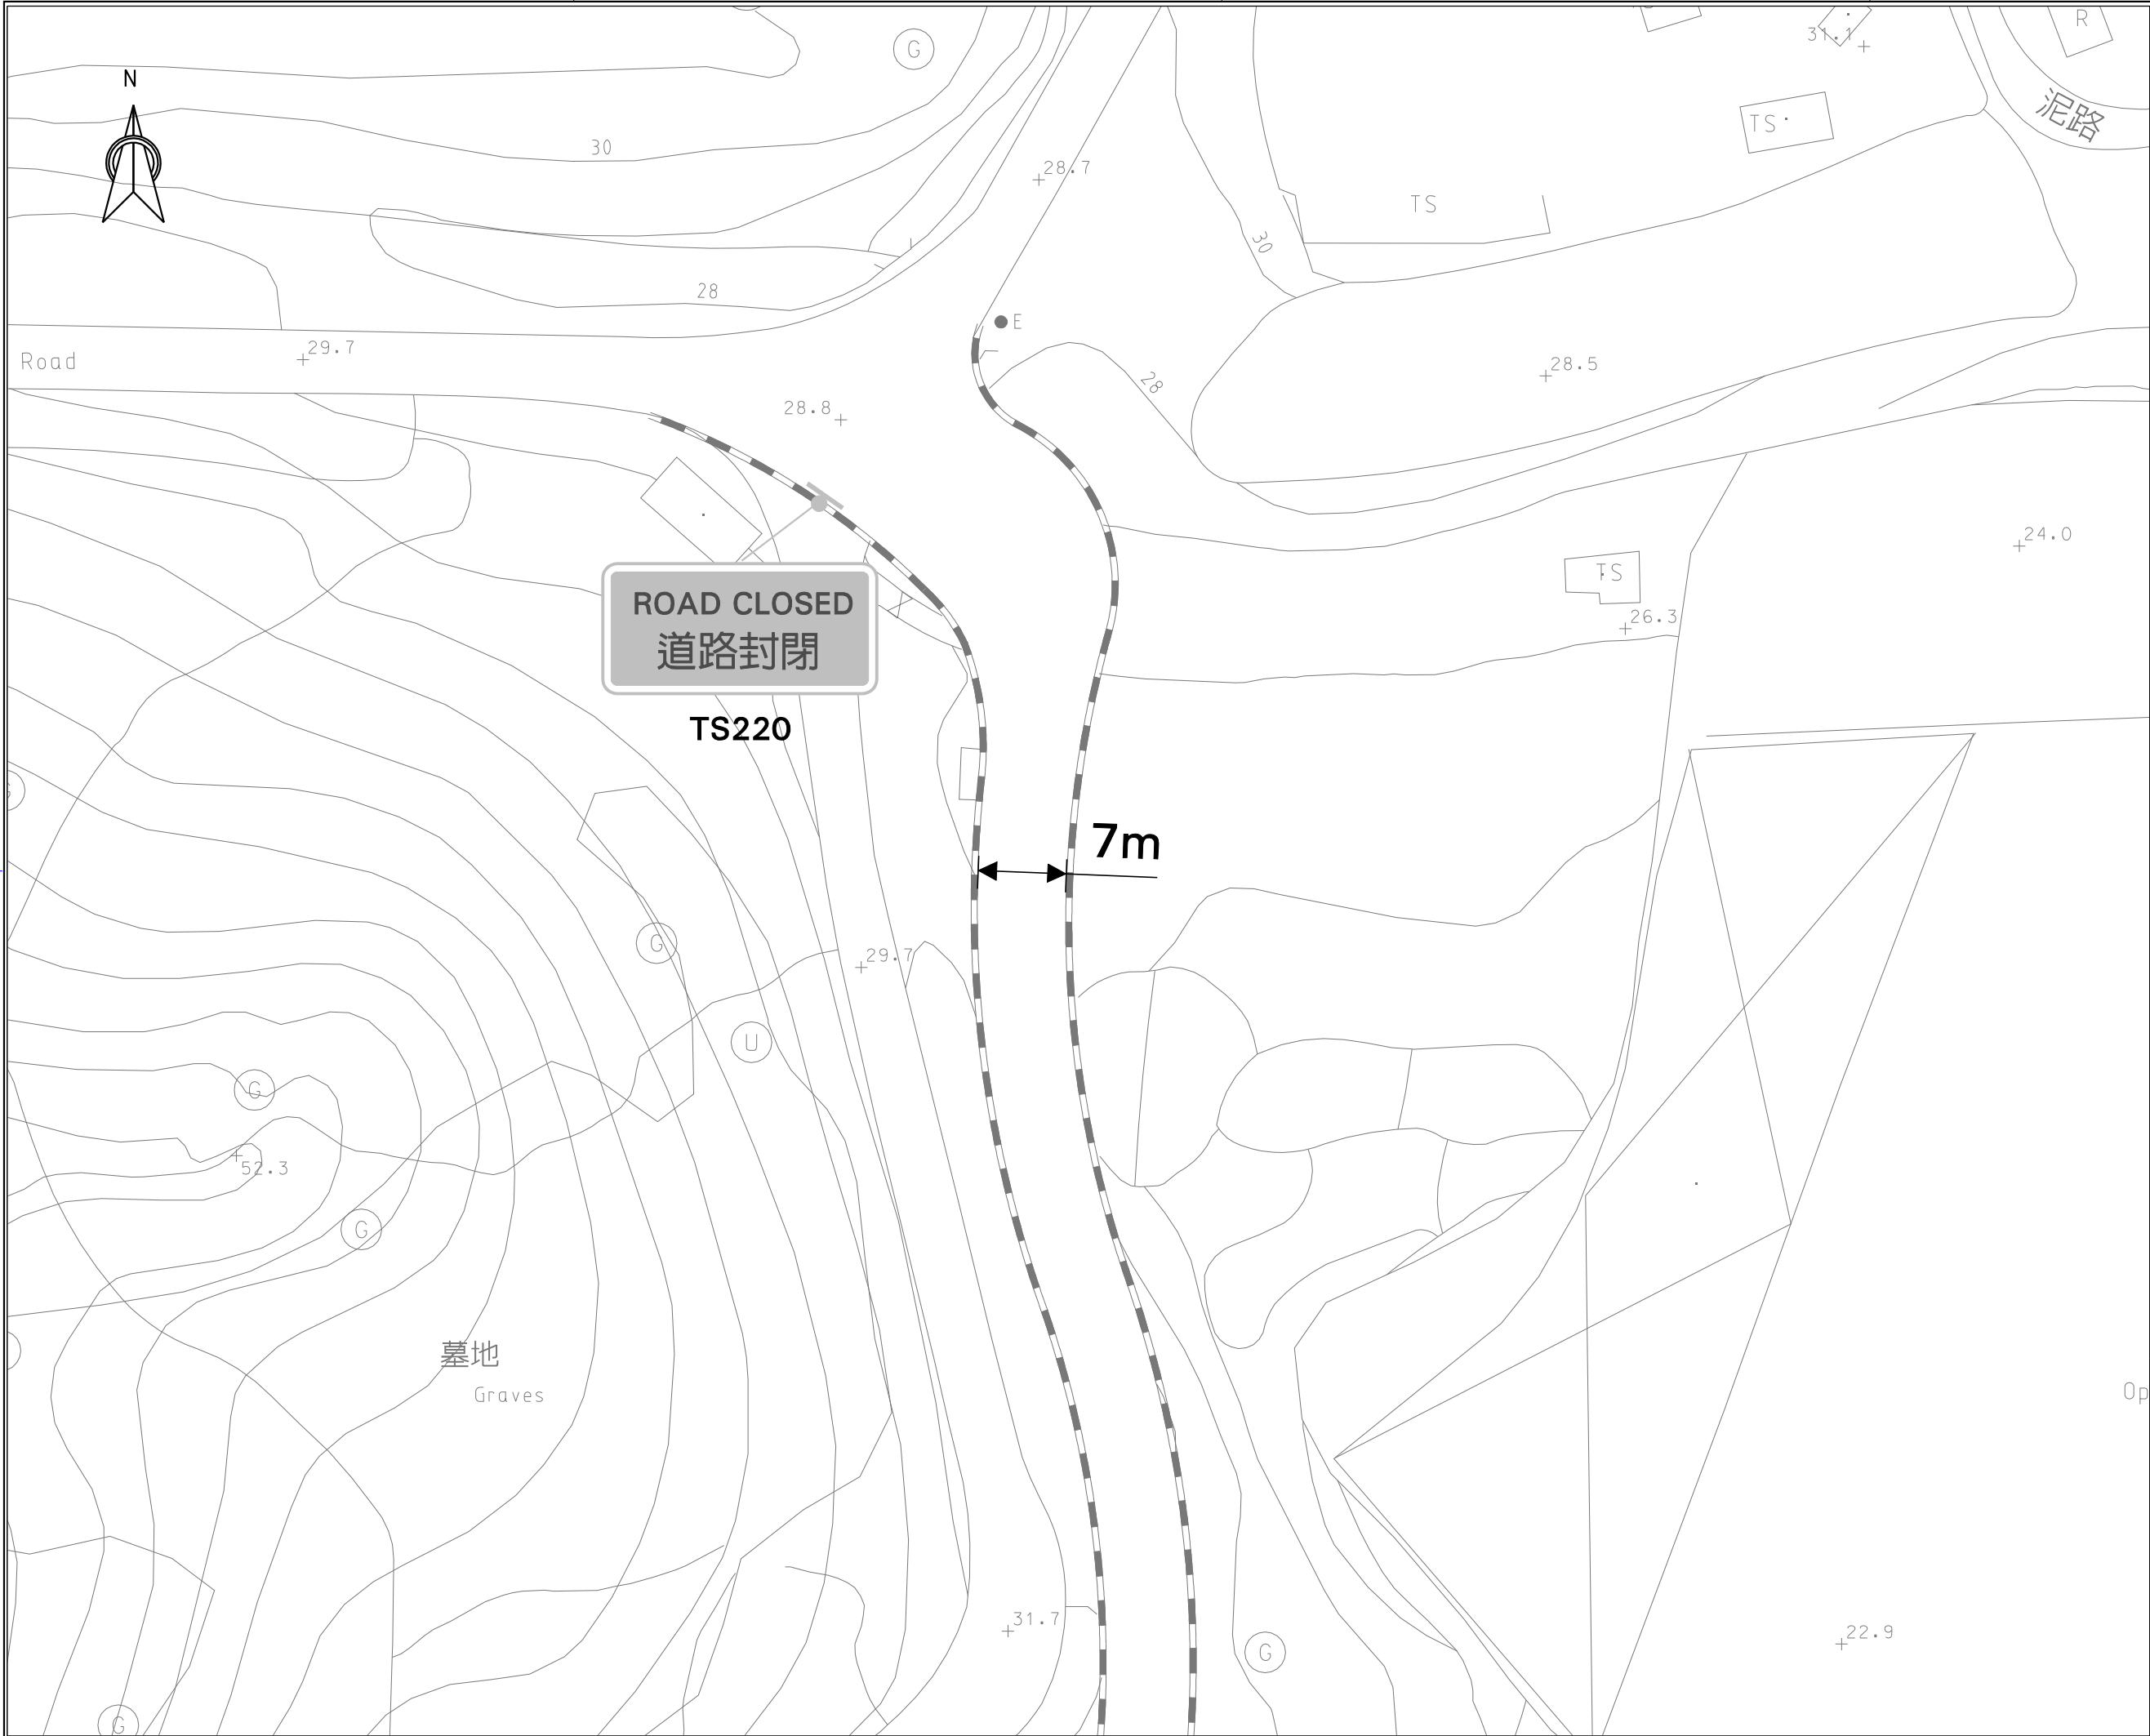 G
31.1
R
N
泥路
TS
30
28.7
TS
30
28
E
Road
29.7
28.5
28
28.8
24.0
TS
26.3
ROAD CLOSED
道路封閉
TS220
7m
G
29.7
U
G
52.3
G
墓地
Graves
Op
31.7
G
22.9
G